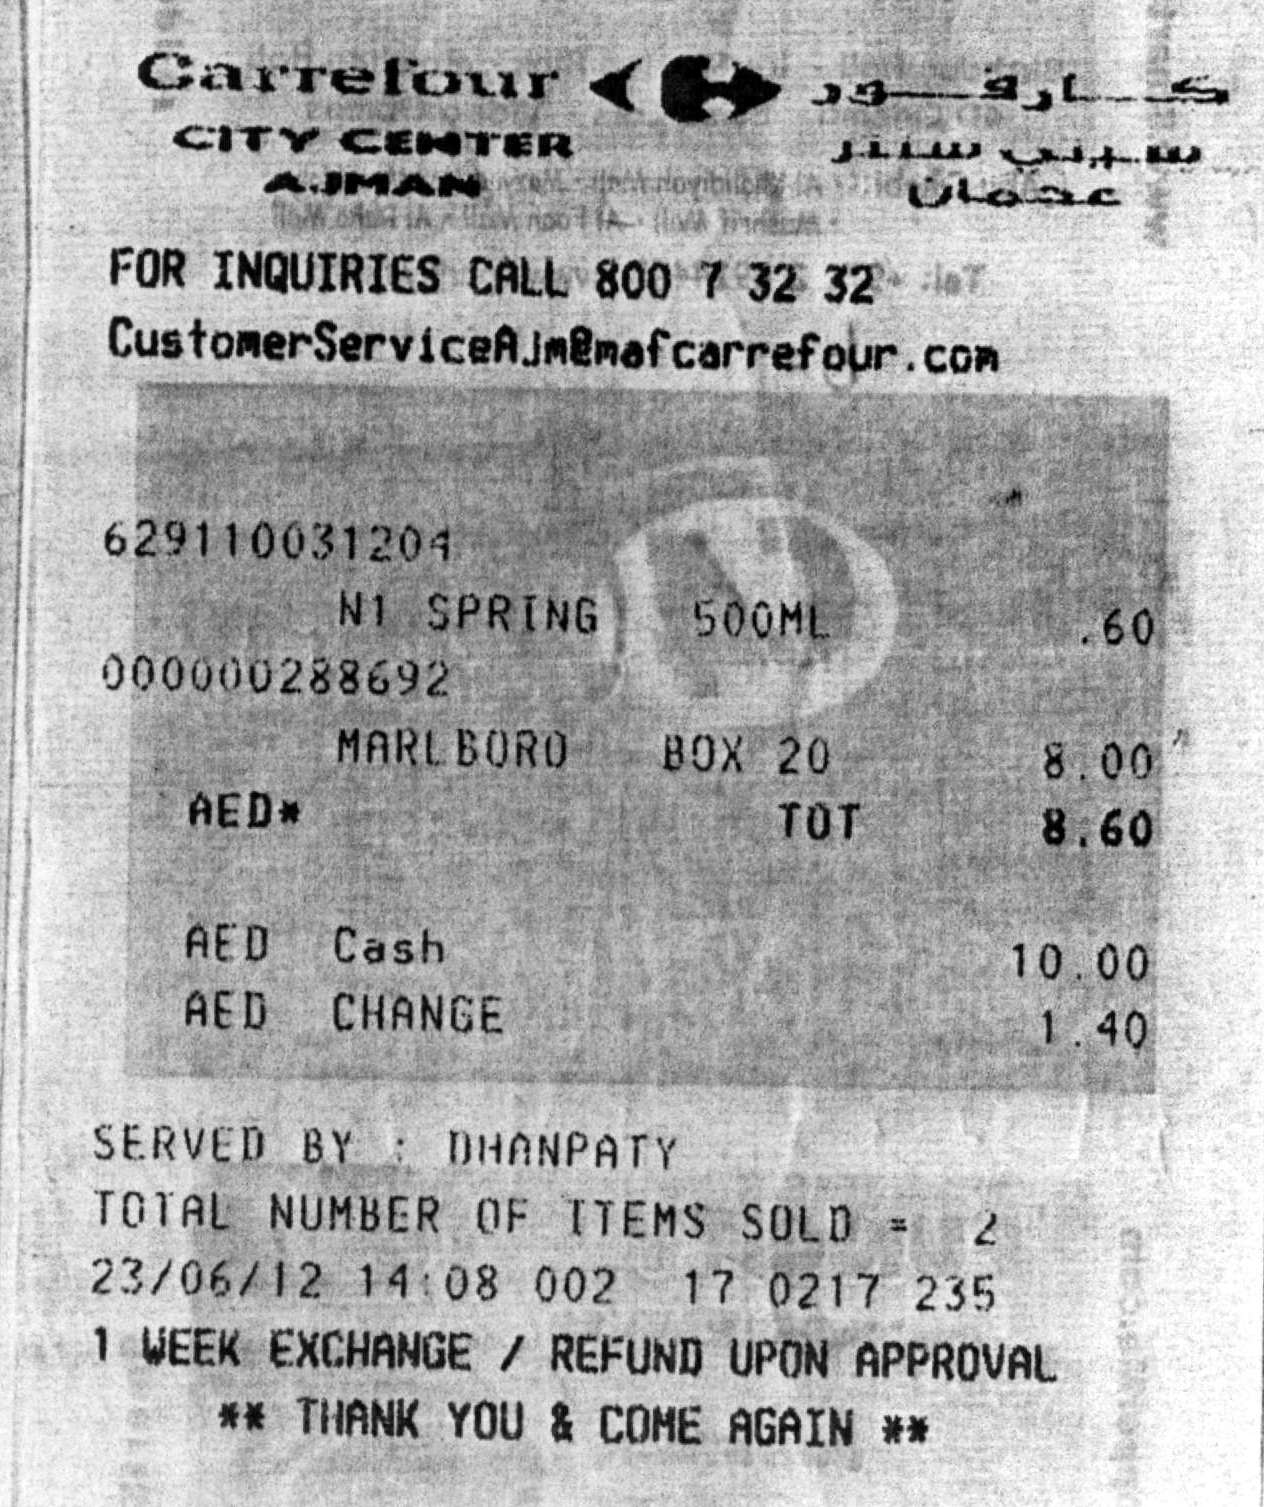 Carrefour كارفور
CITY CENTER سيتي سنتر
AJMAN عجمان
FOR INQUIRIES CALL 800 7 32 32
CustomerServiceAJm@mafcarrefour.com
629110031204
N1 SPRING 500ML .60
000000288692
MARLBORO BOX 20 8.00
AED* TOT 8.60
AED Cash 10.00
AED CHANGE 1.40
SERVED BY : DHANPATY
TOTAL NUMBER OF ITEMS SOLD = 2
23/06/12 14:08 002 17 0217 235
1 WEEK EXCHANGE / REFUND UPON APPROVAL
** THANK YOU & COME AGAIN **